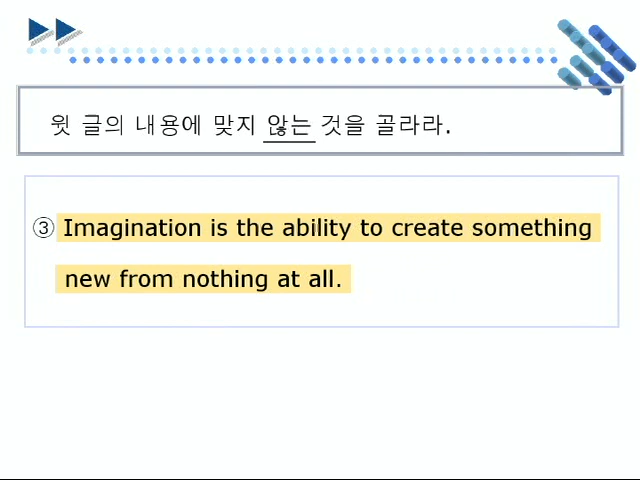 윗 글의 내용에 맞지 않는 것을 골라라.
③ Imagination is the ability to create something
new from nothing at all.